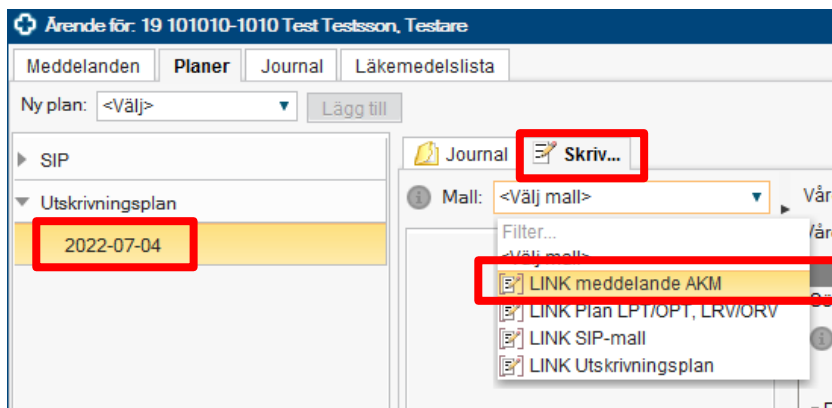 Ärende för: 19 101010-1010 Test Testsson, Testare
Meddelanden Planer Journal Läkemedelslista
Ny plan: <Välj> Lägg till
SIP
Utskrivningsplan
2022-07-04
Journal Skriv...
Mall: <Välj mall>
Filter...
<Välj mall>
LINK meddelande AKM
LINK Plan LPT/OPT, LRV/ORV
LINK SIP-mall
LINK Utskrivningsplan